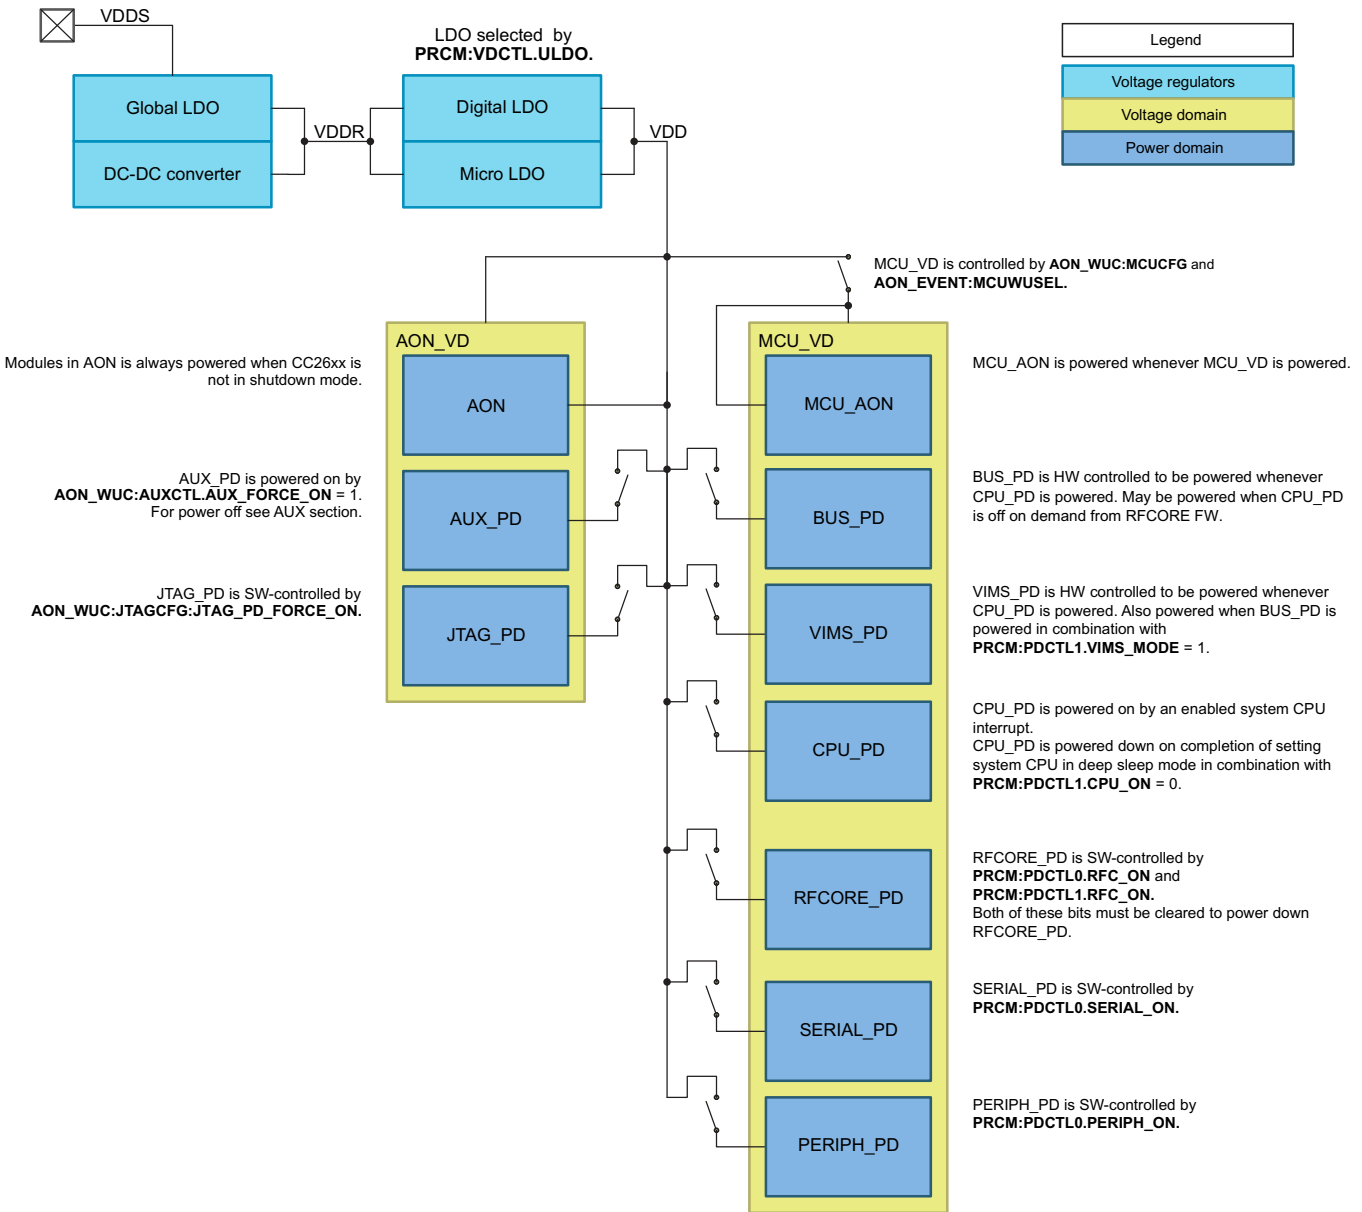 VDDS
LDO selected by
PRCM:VDCTL.ULDO.
Legend
Voltage regulators
Voltage domain
Power domain
Global LDO
DC-DC converter
VDDR
Digital LDO
Micro LDO
VDD
MCU_VD is controlled by AON_WUC:MCUCFG and
AON_EVENT:MCUWUSEL.
AON_VD
MCU_VD
Modules in AON is always powered when CC26xx is
not in shutdown mode.
AON
MCU_AON
MCU_AON is powered whenever MCU_VD is powered.
AUX_PD is powered on by
AON_WUC:AUXCTL.AUX_FORCE_ON = 1.
For power off see AUX section.
AUX_PD
BUS_PD
BUS_PD is HW controlled to be powered whenever
CPU_PD is powered. May be powered when CPU_PD
is off on demand from RFCORE FW.
JTAG_PD is SW-controlled by
AON_WUC:JTAGCFG:JTAG_PD_FORCE_ON.
JTAG_PD
VIMS_PD
VIMS_PD is HW controlled to be powered whenever
CPU_PD is powered. Also powered when BUS_PD is
powered in combination with
PRCM:PDCTL1.VIMS_MODE = 1.
CPU_PD
CPU_PD is powered on by an enabled system CPU
interrupt.
CPU_PD is powered down on completion of setting
system CPU in deep sleep mode in combination with
PRCM:PDCTL1.CPU_ON = 0.
RFCORE_PD
RFCORE_PD is SW-controlled by
PRCM:PDCTL0.RFC_ON and
PRCM:PDCTL1.RFC_ON.
Both of these bits must be cleared to power down
RFCORE_PD.
SERIAL_PD
SERIAL_PD is SW-controlled by
PRCM:PDCTL0.SERIAL_ON.
PERIPH_PD
PERIPH_PD is SW-controlled by
PRCM:PDCTL0.PERIPH_ON.